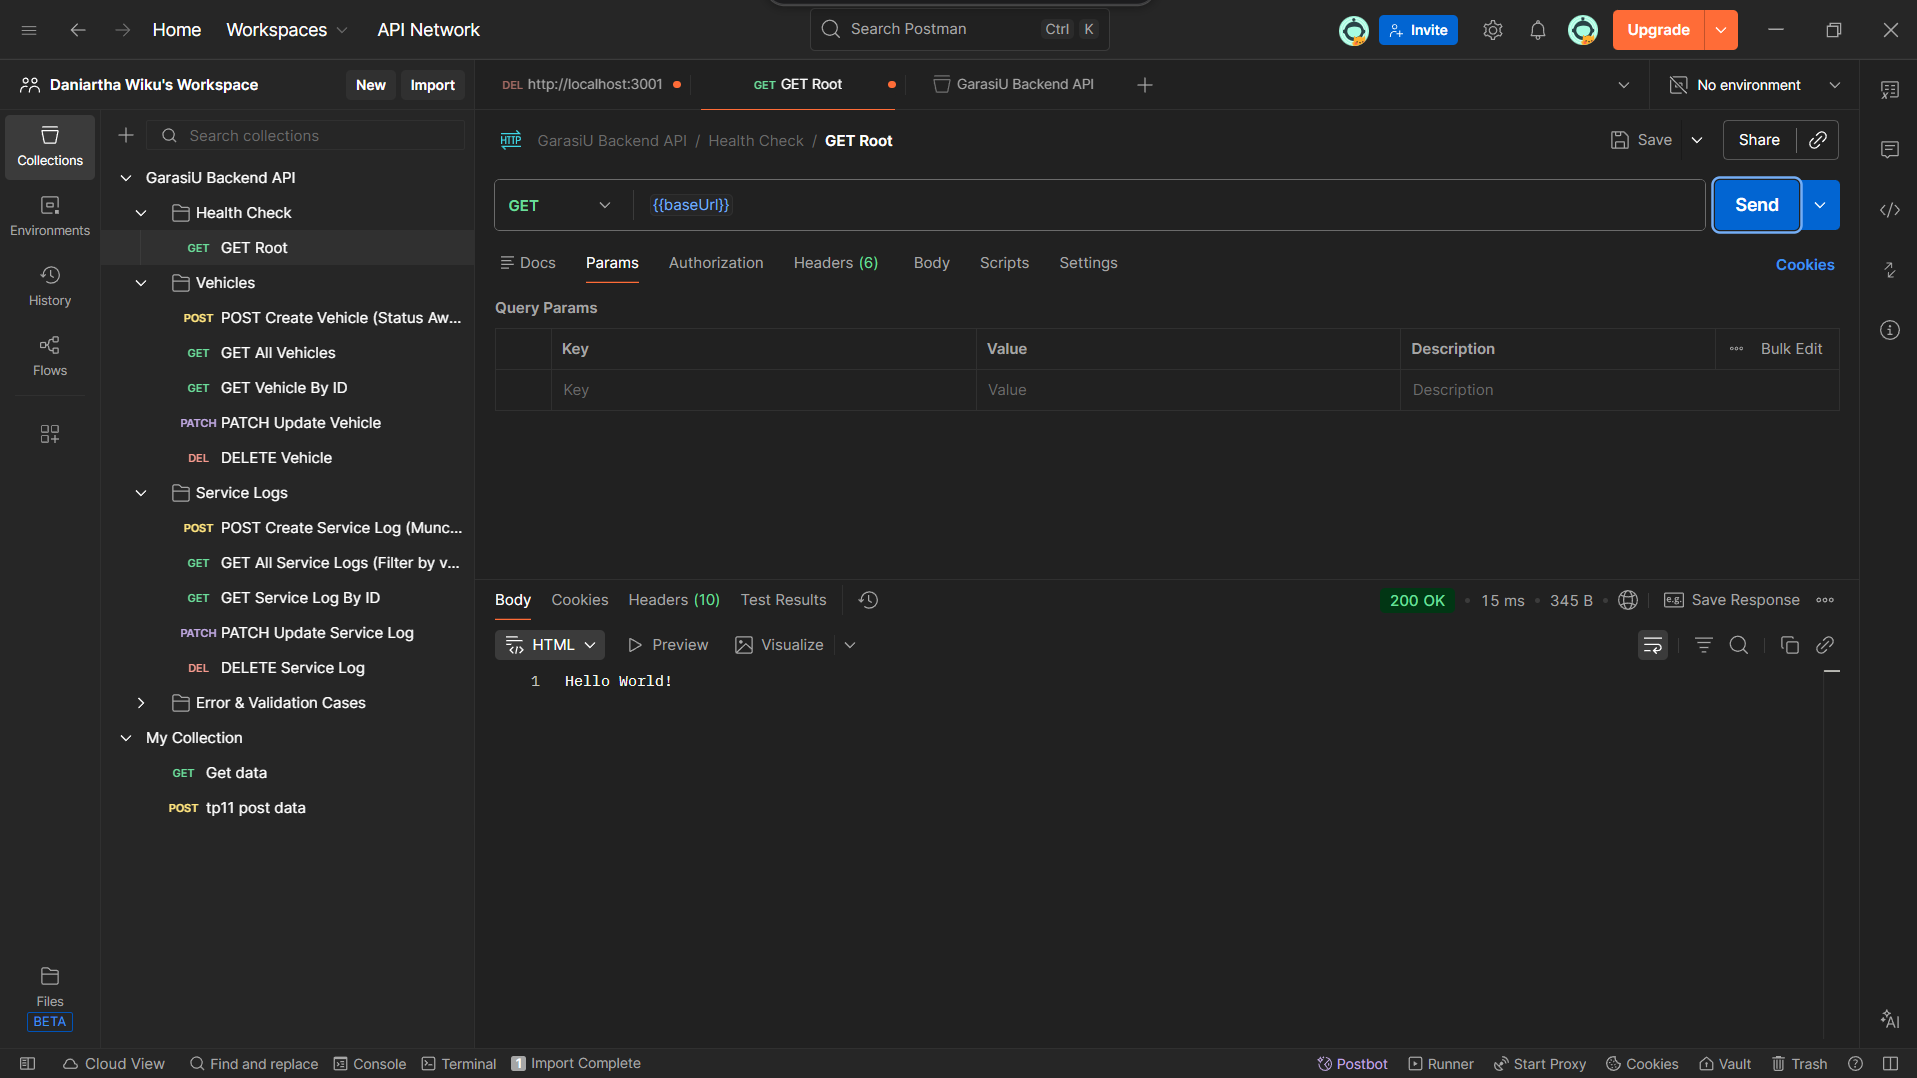 Home Workspaces API Network Search Postman Ctrl K Invite Upgrade
Daniartha Wiku's Workspace New Import
DEL http://localhost:3001 GET GET Root GarasiU Backend API No environment
Collections
Environments
History
Flows
Files
BETA
Search collections
GarasiU Backend API
Health Check
GET GET Root
Vehicles
POST POST Create Vehicle (Status Aw...
GET GET All Vehicles
GET GET Vehicle By ID
PATCH PATCH Update Vehicle
DEL DELETE Vehicle
Service Logs
POST POST Create Service Log (Munc...
GET GET All Service Logs (Filter by v...
GET GET Service Log By ID
PATCH PATCH Update Service Log
DEL DELETE Service Log
Error & Validation Cases
My Collection
GET Get data
POST tp11 post data
HTTP GarasiU Backend API / Health Check / GET Root Save Share
GET {{baseUrl}} Send
Docs Params Authorization Headers (6) Body Scripts Settings Cookies
Query Params
Key Value Description Bulk Edit
Key Value Description
Body Cookies Headers (10) Test Results 200 OK • 15 ms • 345 B • e.g. Save Response
HTML Preview Visualize
1 Hello World!
AI
Cloud View Find and replace Console Terminal 1 Import Complete Postbot Runner Start Proxy Cookies Vault Trash